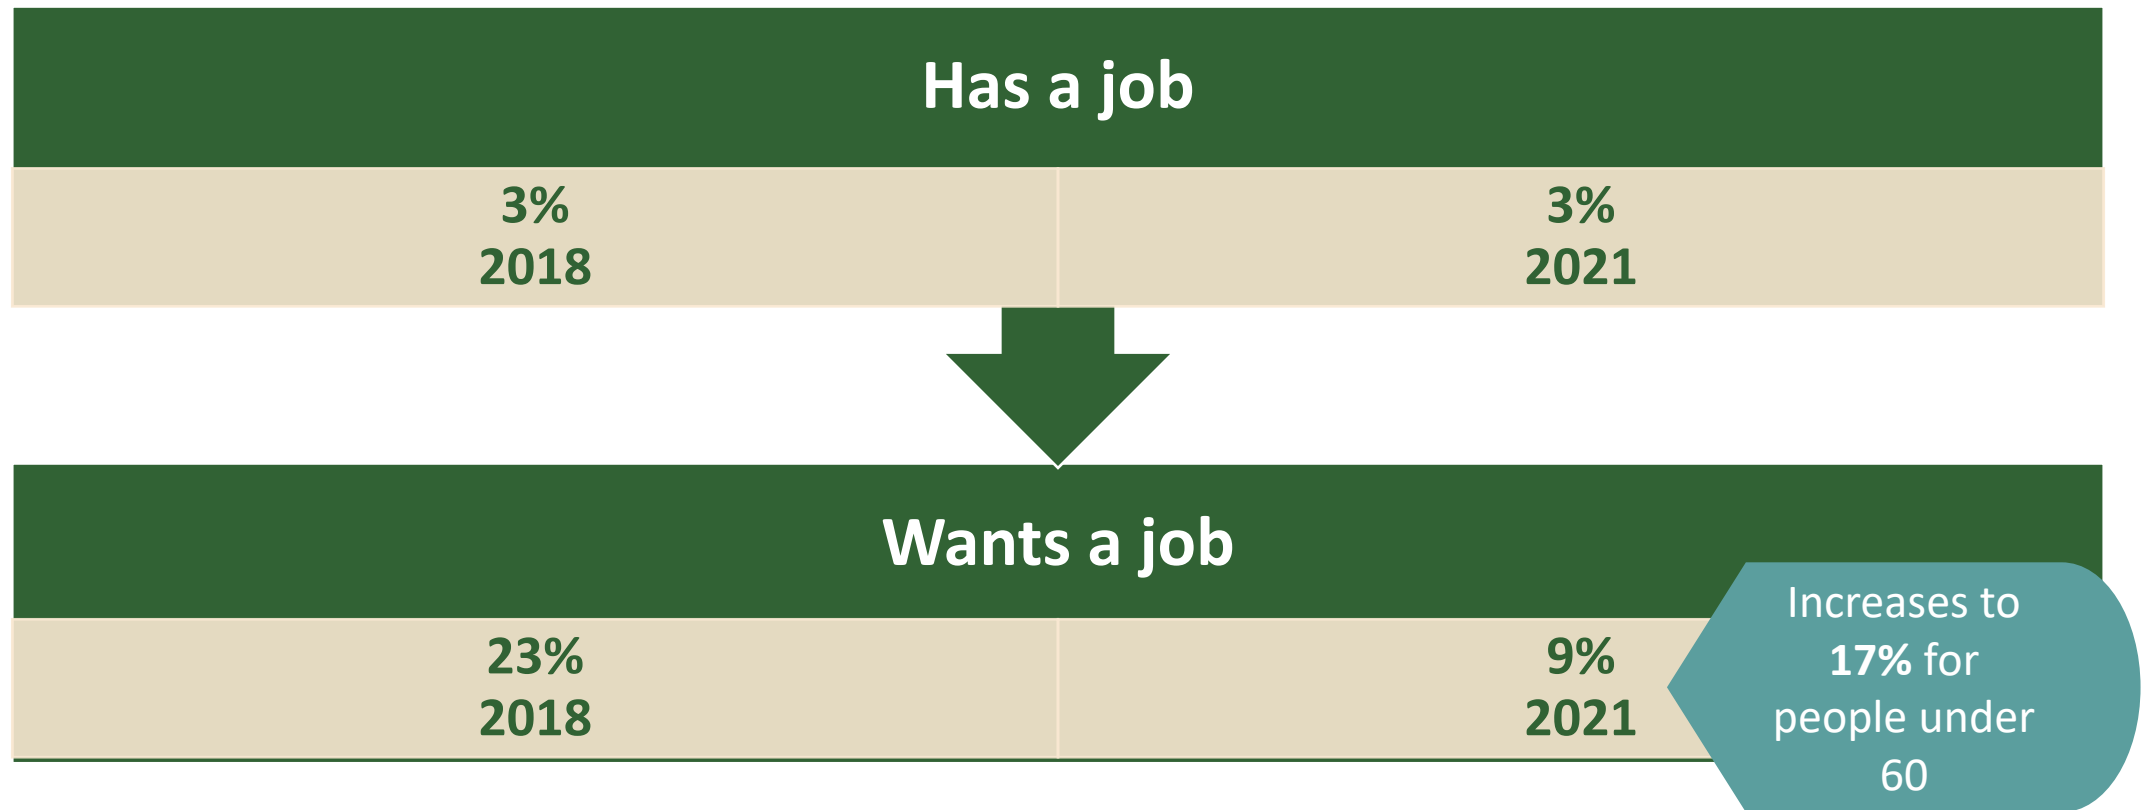 Has a job
3%
2018
3%
2021
Wants a job
23%
2018
9%
2021
Increases to
17% for
people under
60